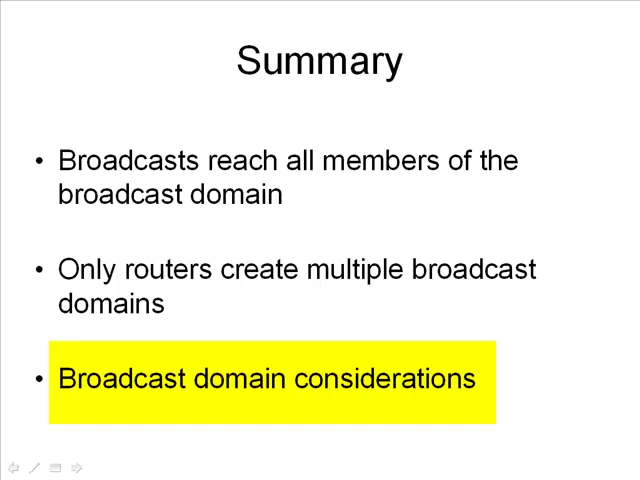 Summary
• Broadcasts reach all members of the
broadcast domain
• Only routers create multiple broadcast
domains
• Broadcast domain considerations